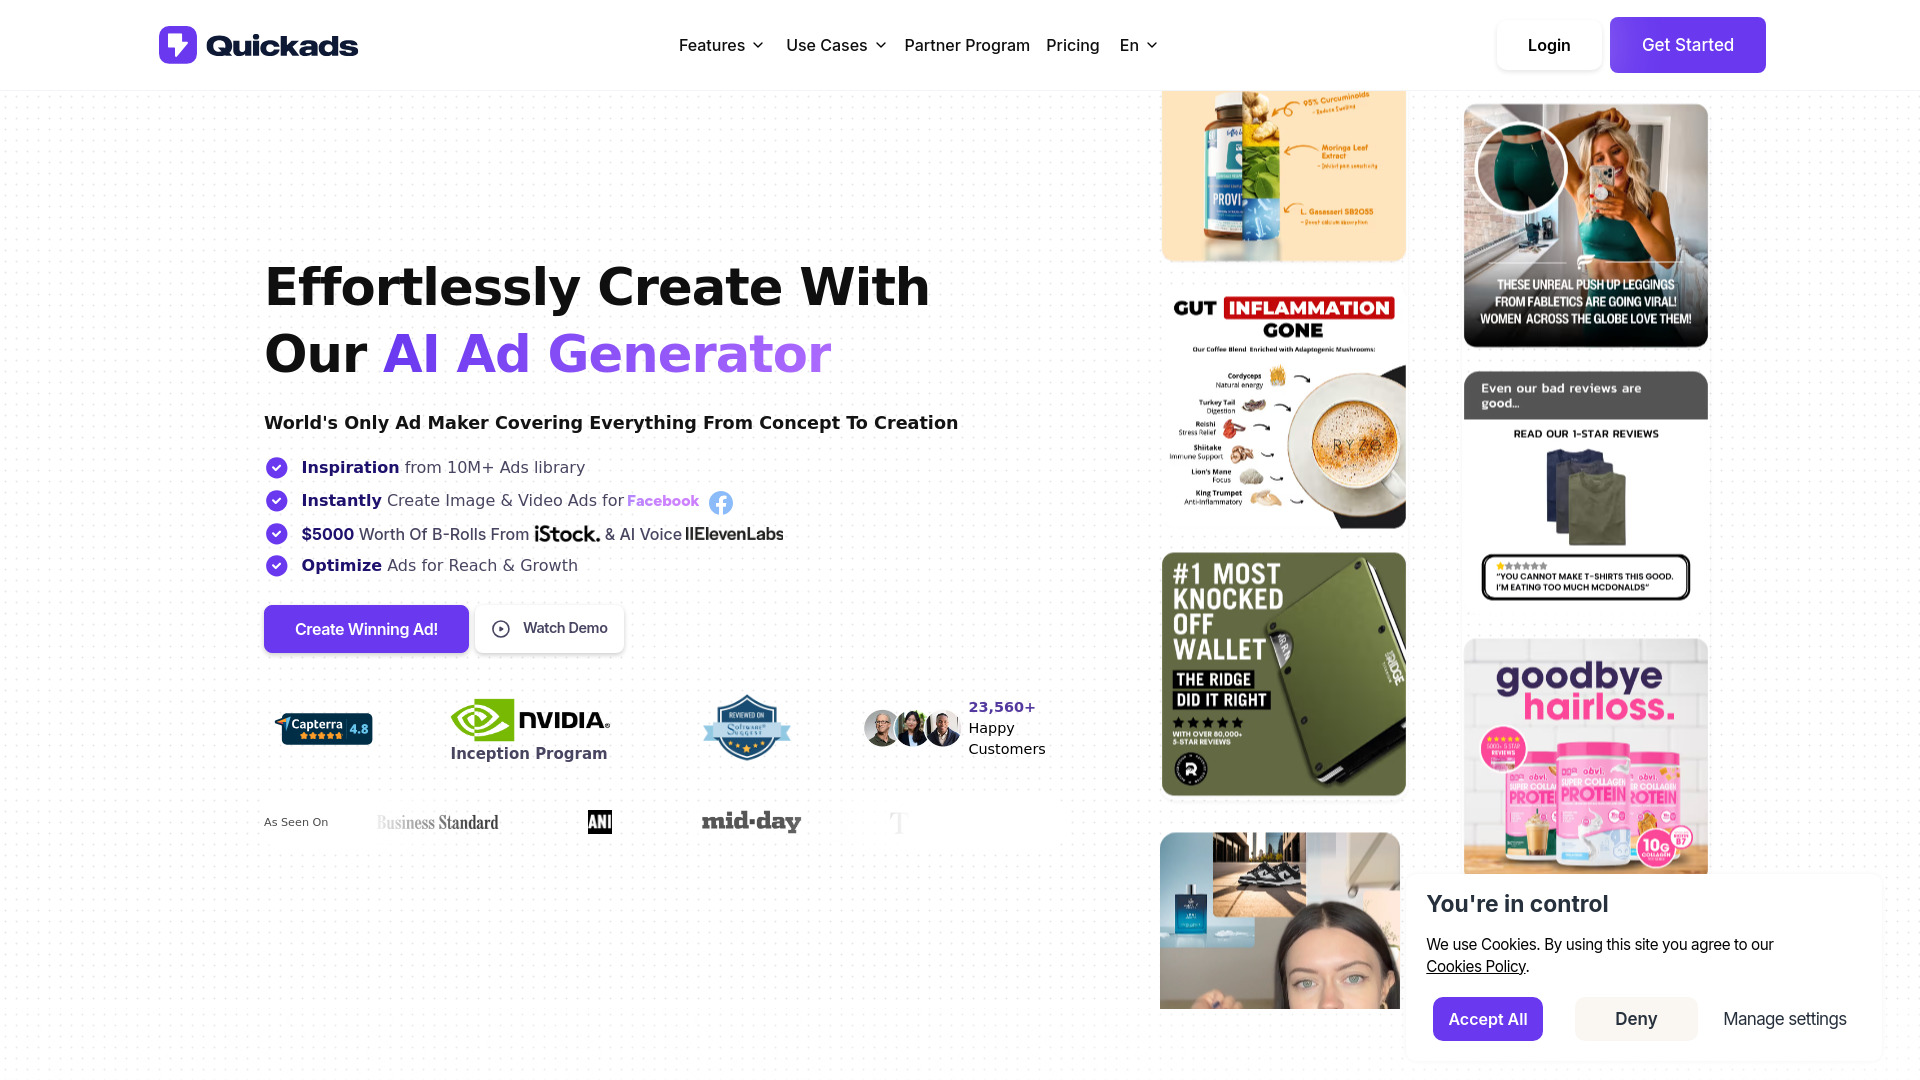 Quickads
Features
Use Cases
Partner Program
Pricing
En
Login
Get Started
Effortlessly Create With
Our AI Ad Generator
World's Only Ad Maker Covering Everything From Concept To Creation
Inspiration from 10M+ Ads library
Instantly Create Image & Video Ads for Facebook
$5000 Worth Of B-Rolls From iStock. & AI Voice IIElevenLabs
Optimize Ads for Reach & Growth
Create Winning Ad!
Watch Demo
Capterra 4.8
NVIDIA
Inception Program
REVIEWED ON
Software Suggest
23,560+
Happy
Customers
As Seen On
Business Standard
ANI
mid-day
T
95% Curcuminoids
Moringa Leaf
Extract
L. Gasseri SB2055
PROVI
GUT INFLAMMATION
GONE
Our Coffee Blend Enriched with Adaptogenic Mushrooms:
Cordyceps
Natural energy
Turkey Tail
Digestion
Reishi
Stress Relief
Shiitake
Immune Support
Lion's Mane
Focus
King Trumpet
Anti-Inflammatory
RYZE
#1 MOST
KNOCKED
OFF
WALLET
THE RIDGE
DID IT RIGHT
WITH OVER 80,000+
5-STAR REVIEWS
RIDGE
THESE UNREAL PUSH UP LEGGINGS
FROM FABLETICS ARE GOING VIRAL!
WOMEN ACROSS THE GLOBE LOVE THEM!
Even our bad reviews are
good...
READ OUR 1-STAR REVIEWS
"YOU CANNOT MAKE T-SHIRTS THIS GOOD.
I'M EATING TOO MUCH MCDONALDS"
goodbye
hairloss.
obvi.
SUPER COLLAGEN
PROTEIN
10G
COLLAGEN
You're in control
We use Cookies. By using this site you agree to our
Cookies Policy.
Accept All
Deny
Manage settings